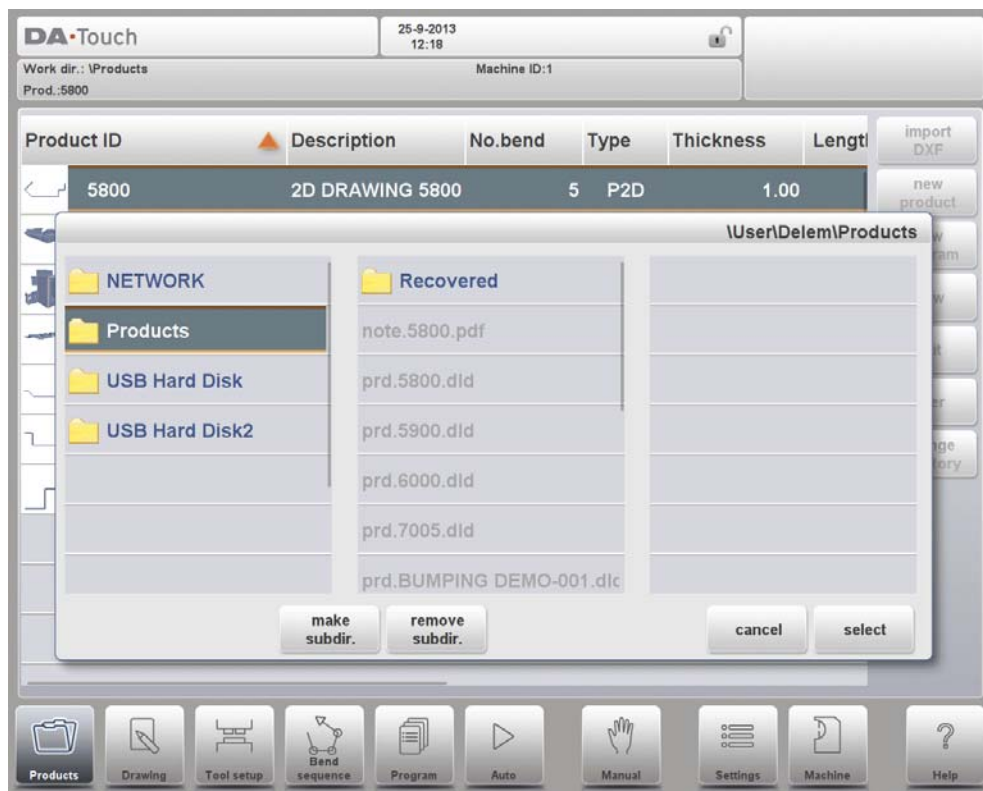 DA·Touch
25-9-2013
12:18
Work dir.: \Products
Machine ID:1
Prod.:5800
Product ID Description No.bend Type Thickness Lengt
5800 2D DRAWING 5800 5 P2D 1.00
import
DXF
new
product
\User\Delem\Products
NETWORK
Products
USB Hard Disk
USB Hard Disk2
Recovered
note.5800.pdf
prd.5800.dld
prd.5900.dld
prd.6000.dld
prd.7005.dld
prd.BUMPING DEMO-001.dlc
make
subdir.
remove
subdir.
cancel
select
Products
Drawing
Tool setup
Bend
sequence
Program
Auto
Manual
Settings
Machine
?
Help